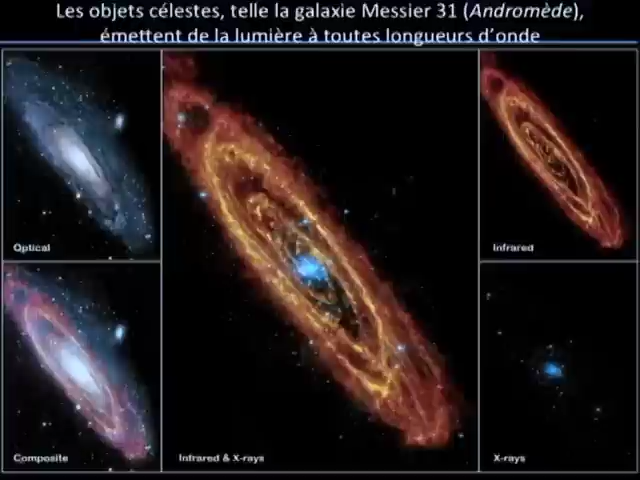 Les objets célestes, telle la galaxie Messier 31 (Andromède),
émettent de la lumière à toutes longueurs d'onde
Optical
Infrared
Composite
Infrared & X-rays
X-rays